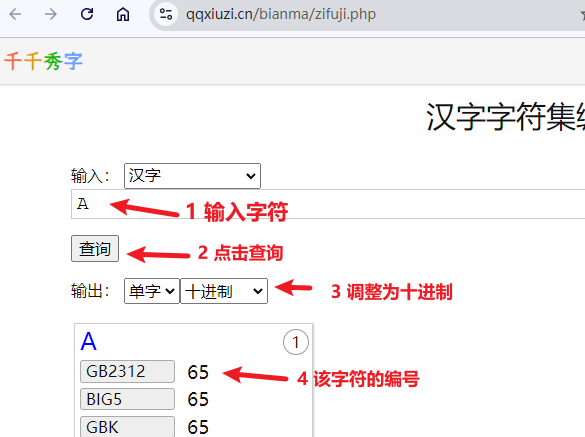 qqxiuzi.cn/bianma/zifuji.php
千千秀字
汉字字符集编
输入： 汉字
A
1 输入字符
查询
2 点击查询
输出： 单字 十进制
3 调整为十进制
A 1
GB2312 65
4 该字符的编号
BIG5 65
GBK 65